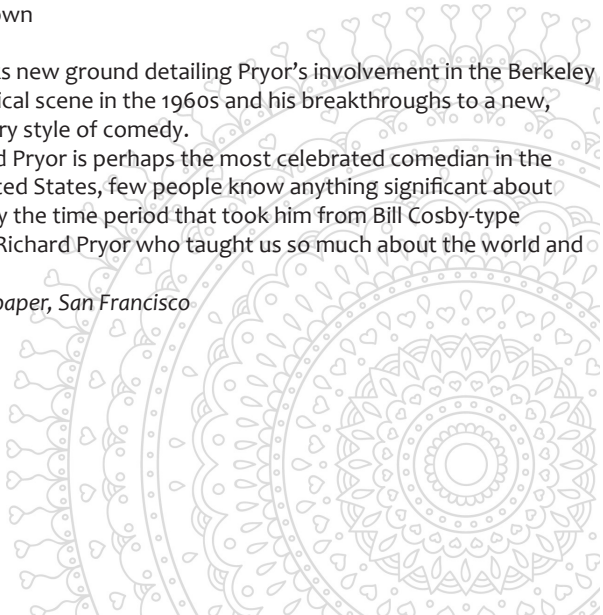 own
s new ground detailing Pryor's involvement in the Berkeley
ical scene in the 1960s and his breakthroughs to a new,
ry style of comedy.
d Pryor is perhaps the most celebrated comedian in the
ted States, few people know anything significant about
y the time period that took him from Bill Cosby-type
Richard Pryor who taught us so much about the world and
paper, San Francisco